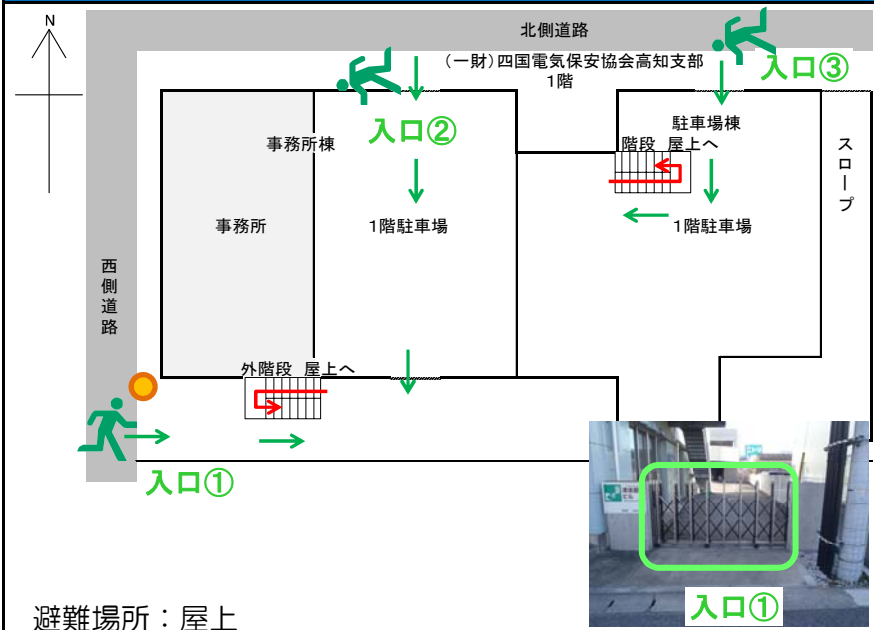 N
北側道路
(一財)四国電気保安協会高知支部
1階
入口③
入口②
駐車場棟
階段 屋上へ
事務所棟
スロープ
事務所
1階駐車場
1階駐車場
西側道路
外階段 屋上へ
入口①
入口①
避難場所：屋上